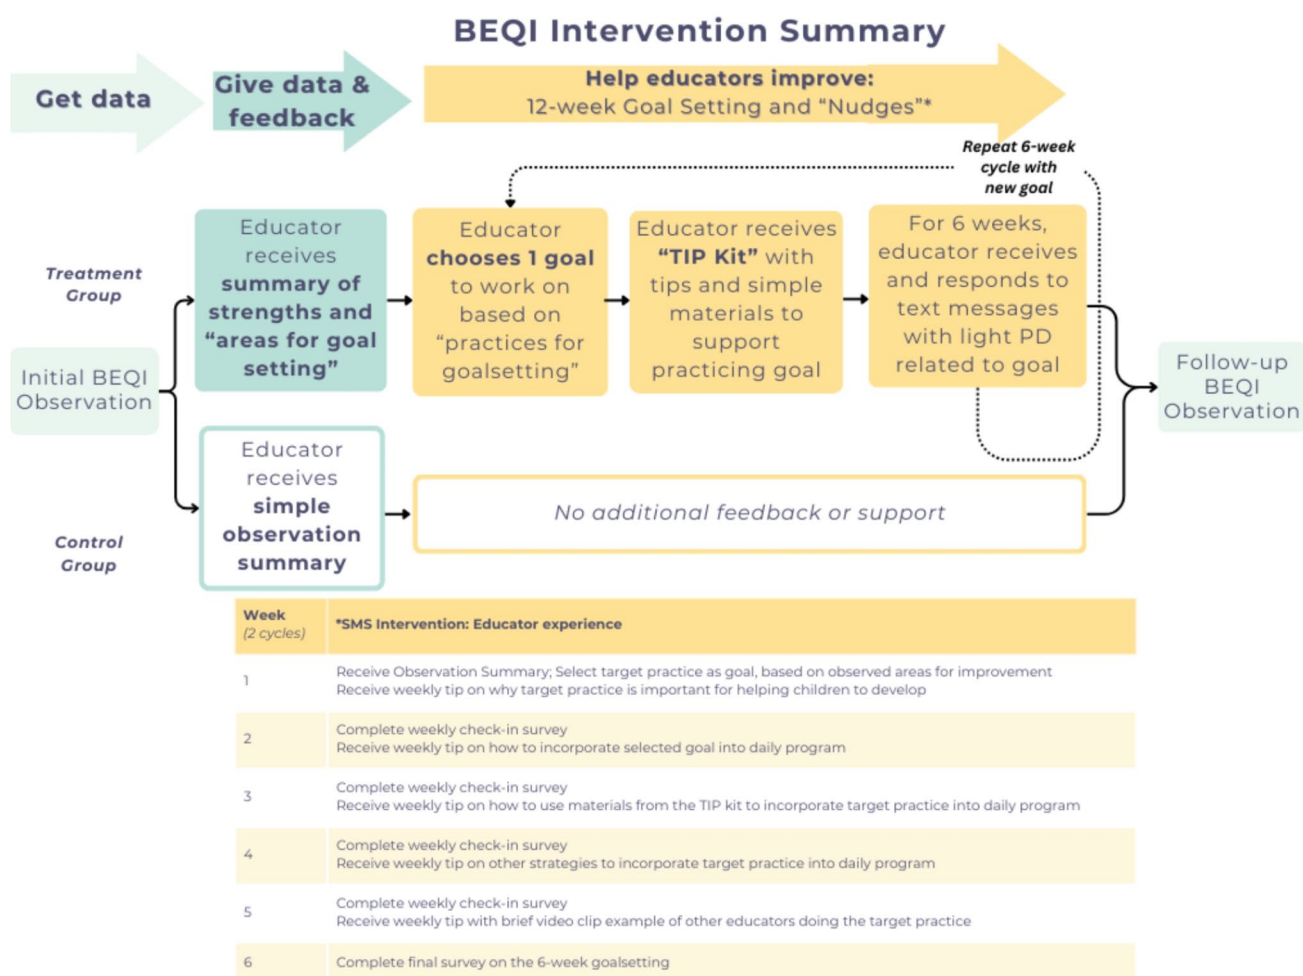 BEQI Intervention Summary
Get data
Give data &
feedback
Help educators improve:
12-week Goal Setting and “Nudges”*
Repeat 6-week
cycle with
new goal
Treatment
Group
Initial BEQI
Observation
Educator
receives
summary of
strengths and
“areas for goal
setting”
Educator
chooses 1 goal
to work on
based on
“practices for
goalsetting”
Educator receives
“TIP Kit” with
tips and simple
materials to
support
practicing goal
For 6 weeks,
educator receives
and responds to
text messages
with light PD
related to goal
Follow-up
BEQI
Observation
Control
Group
Educator
receives
simple
observation
summary
No additional feedback or support
Week
(2 cycles)
*SMS Intervention: Educator experience
1
Receive Observation Summary; Select target practice as goal, based on observed areas for improvement
Receive weekly tip on why target practice is important for helping children to develop
2
Complete weekly check-in survey
Receive weekly tip on how to incorporate selected goal into daily program
3
Complete weekly check-in survey
Receive weekly tip on how to use materials from the TIP kit to incorporate target practice into daily program
4
Complete weekly check-in survey
Receive weekly tip on other strategies to incorporate target practice into daily program
5
Complete weekly check-in survey
Receive weekly tip with brief video clip example of other educators doing the target practice
6
Complete final survey on the 6-week goalsetting